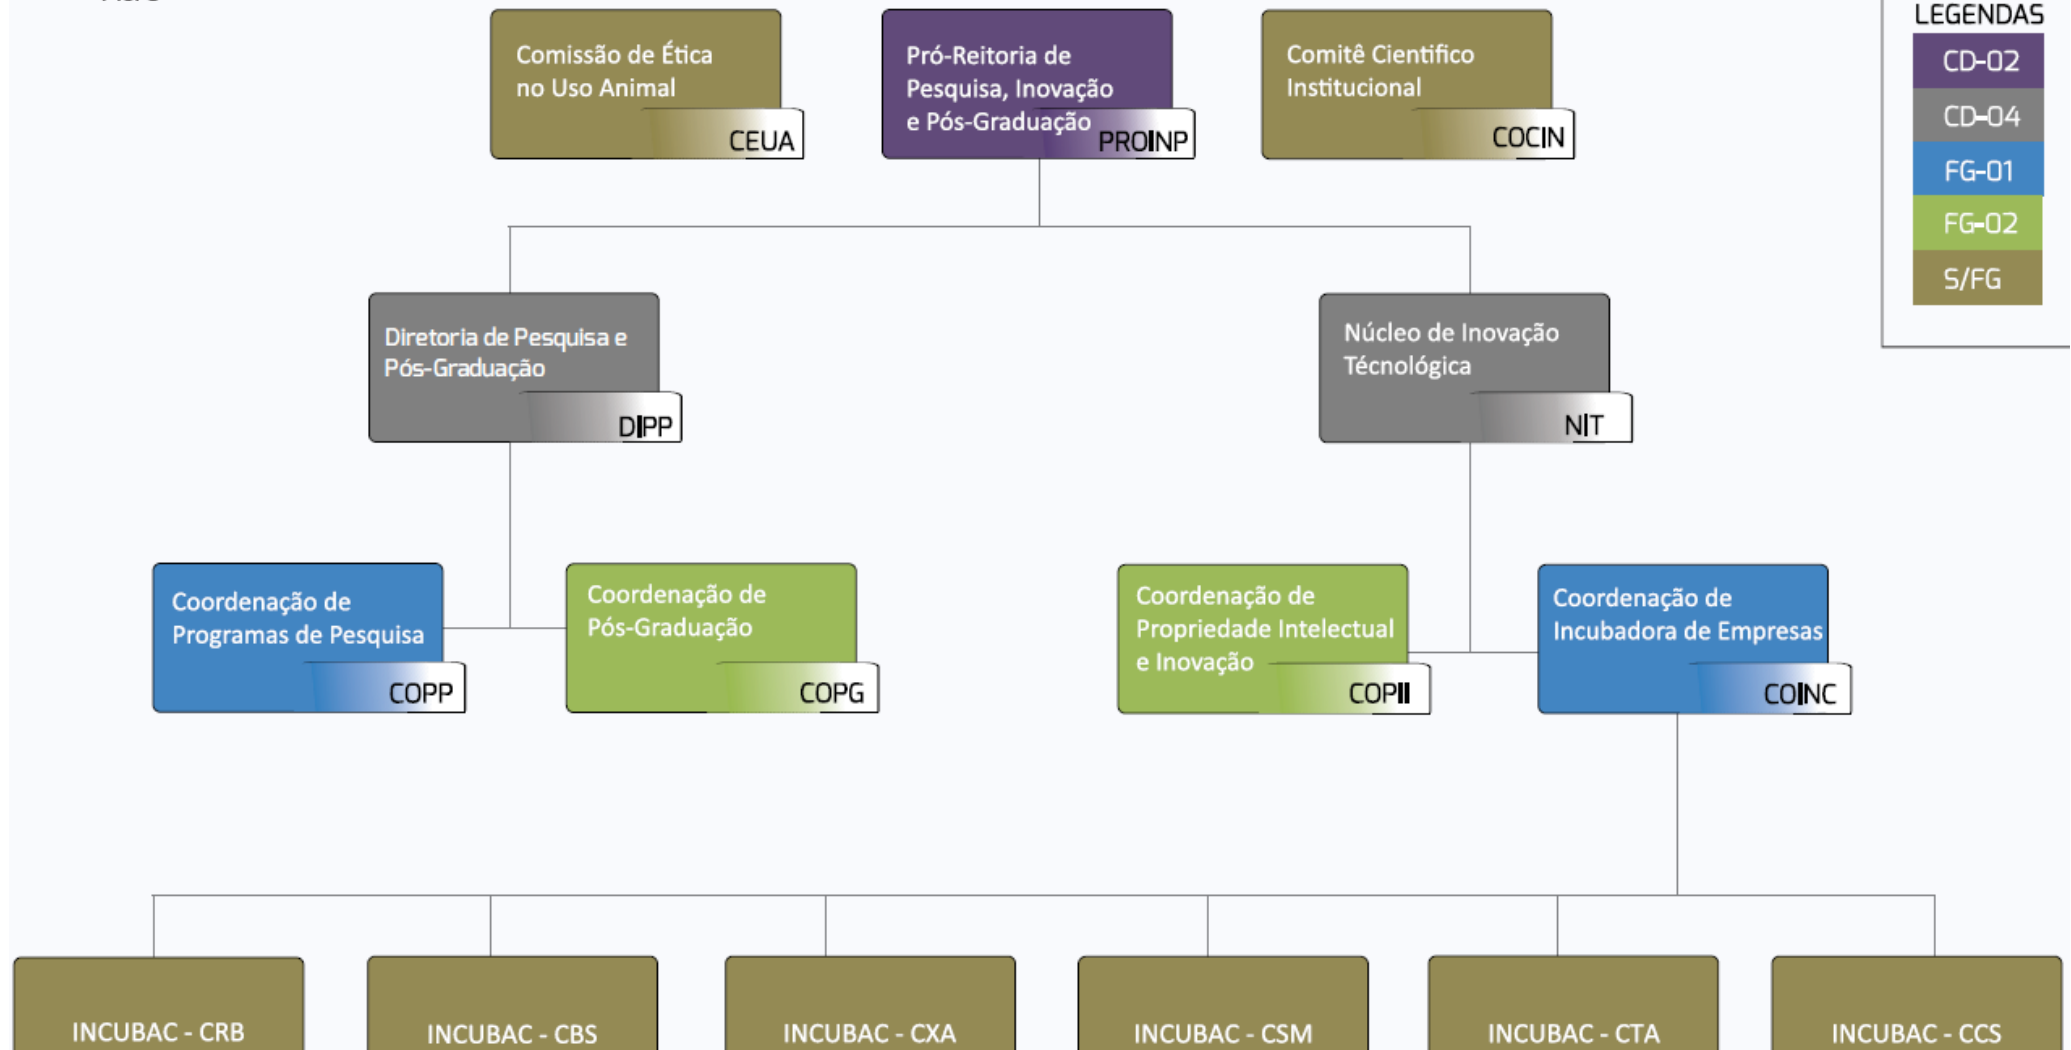 LEGENDAS
CD-02
CD-04
FG-01
FG-02
S/FG
Comissão de Ética
no Uso Animal
CEUA
Pró-Reitoria de
Pesquisa, Inovação
e Pós-Graduação
PROINP
Comitê Cientifico
Institucional
COCIN
Diretoria de Pesquisa e
Pós-Graduação
DIPP
Núcleo de Inovação
Técnológica
NIT
Coordenação de
Programas de Pesquisa
COPP
Coordenação de
Pós-Graduação
COPG
Coordenação de
Propriedade Intelectual
e Inovação
COPII
Coordenação de
Incubadora de Empresas
COINC
INCUBAC - CRB
INCUBAC - CBS
INCUBAC - CXA
INCUBAC - CSM
INCUBAC - CTA
INCUBAC - CCS